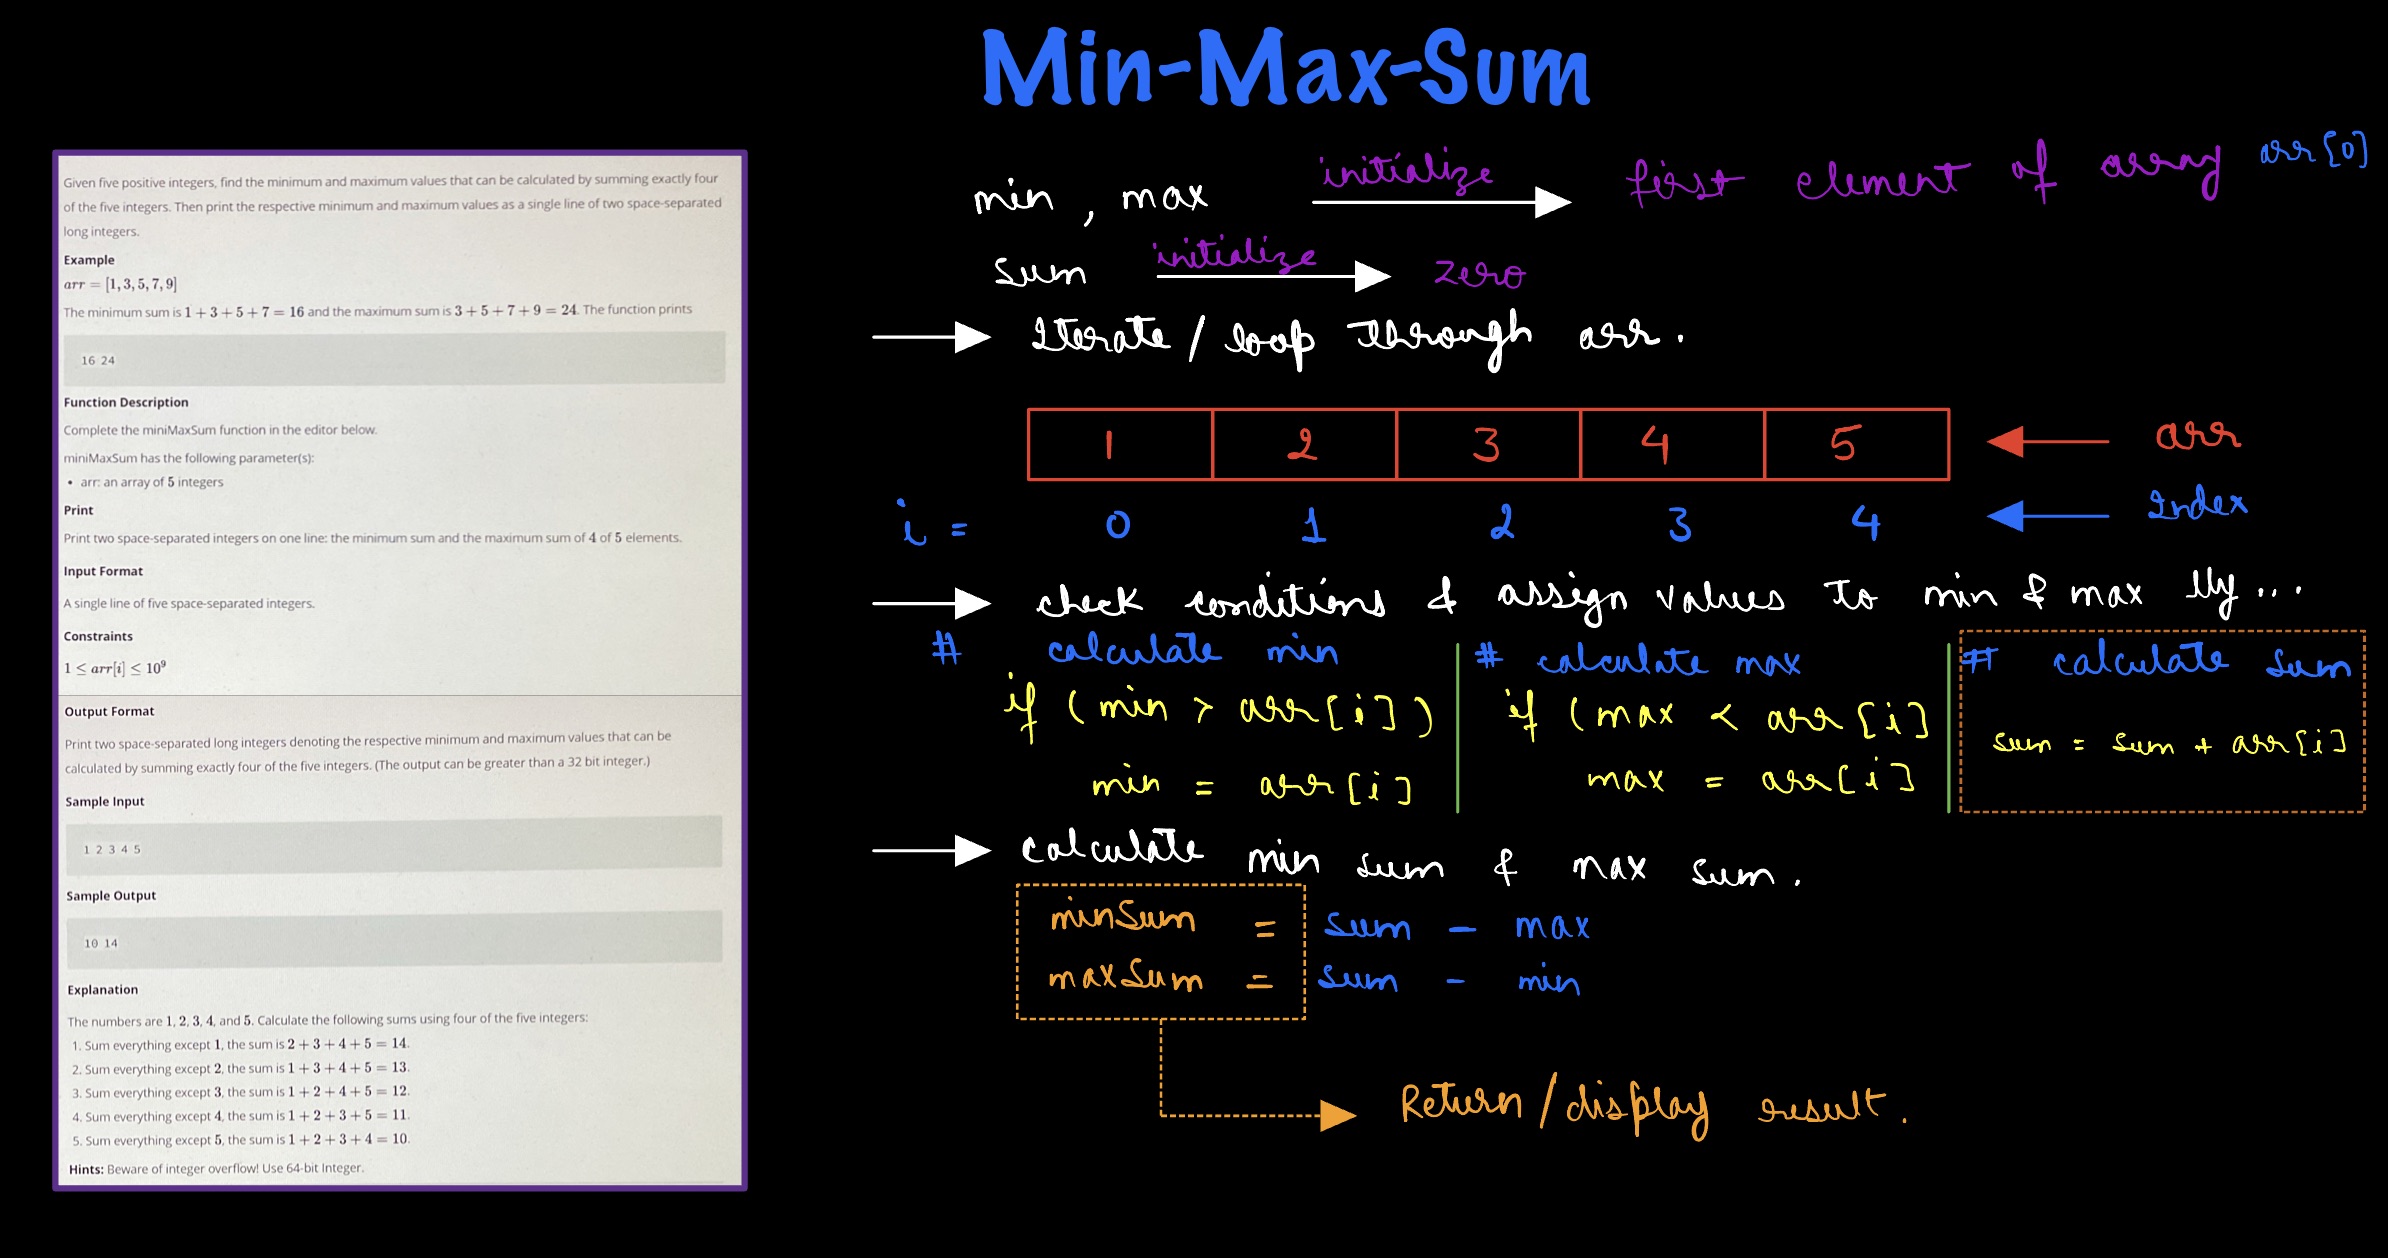 Min-Max-Sum
Given five positive integers, find the minimum and maximum values that can be calculated by summing exactly four
of the five integers. Then print the respective minimum and maximum values as a single line of two space-separated
long integers.
Example
arr = [1, 3, 5, 7, 9]
The minimum sum is 1 + 3 + 5 + 7 = 16 and the maximum sum is 3 + 5 + 7 + 9 = 24. The function prints
16 24
Function Description
Complete the miniMaxSum function in the editor below.
miniMaxSum has the following parameter(s):
• arr: an array of 5 integers
Print
Print two space-separated integers on one line: the minimum sum and the maximum sum of 4 of 5 elements.
Input Format
A single line of five space-separated integers.
Constraints
1 ≤ arr[i] ≤ 10⁹
Output Format
Print two space-separated long integers denoting the respective minimum and maximum values that can be
calculated by summing exactly four of the five integers. (The output can be greater than a 32 bit integer.)
Sample Input
1 2 3 4 5
Sample Output
10 14
Explanation
The numbers are 1, 2, 3, 4, and 5. Calculate the following sums using four of the five integers:
1. Sum everything except 1, the sum is 2 + 3 + 4 + 5 = 14.
2. Sum everything except 2, the sum is 1 + 3 + 4 + 5 = 13.
3. Sum everything except 3, the sum is 1 + 2 + 4 + 5 = 12.
4. Sum everything except 4, the sum is 1 + 2 + 3 + 5 = 11.
5. Sum everything except 5, the sum is 1 + 2 + 3 + 4 = 10.
Hints: Beware of integer overflow! Use 64-bit Integer.
min , max initialize first element of array arr[0]
sum initialize zero
Iterate / loop through arr.
1 2 3 4 5 arr
i = 0 1 2 3 4 Index
check conditions & assign values to min & max lly...
# calculate min
if (min > arr[i])
min = arr[i]
# calculate max
if (max < arr[i]
max = arr[i]
# calculate sum
sum = sum + arr[i]
calculate min sum & max sum.
minSum = sum - max
maxSum = sum - min
Return/display result.